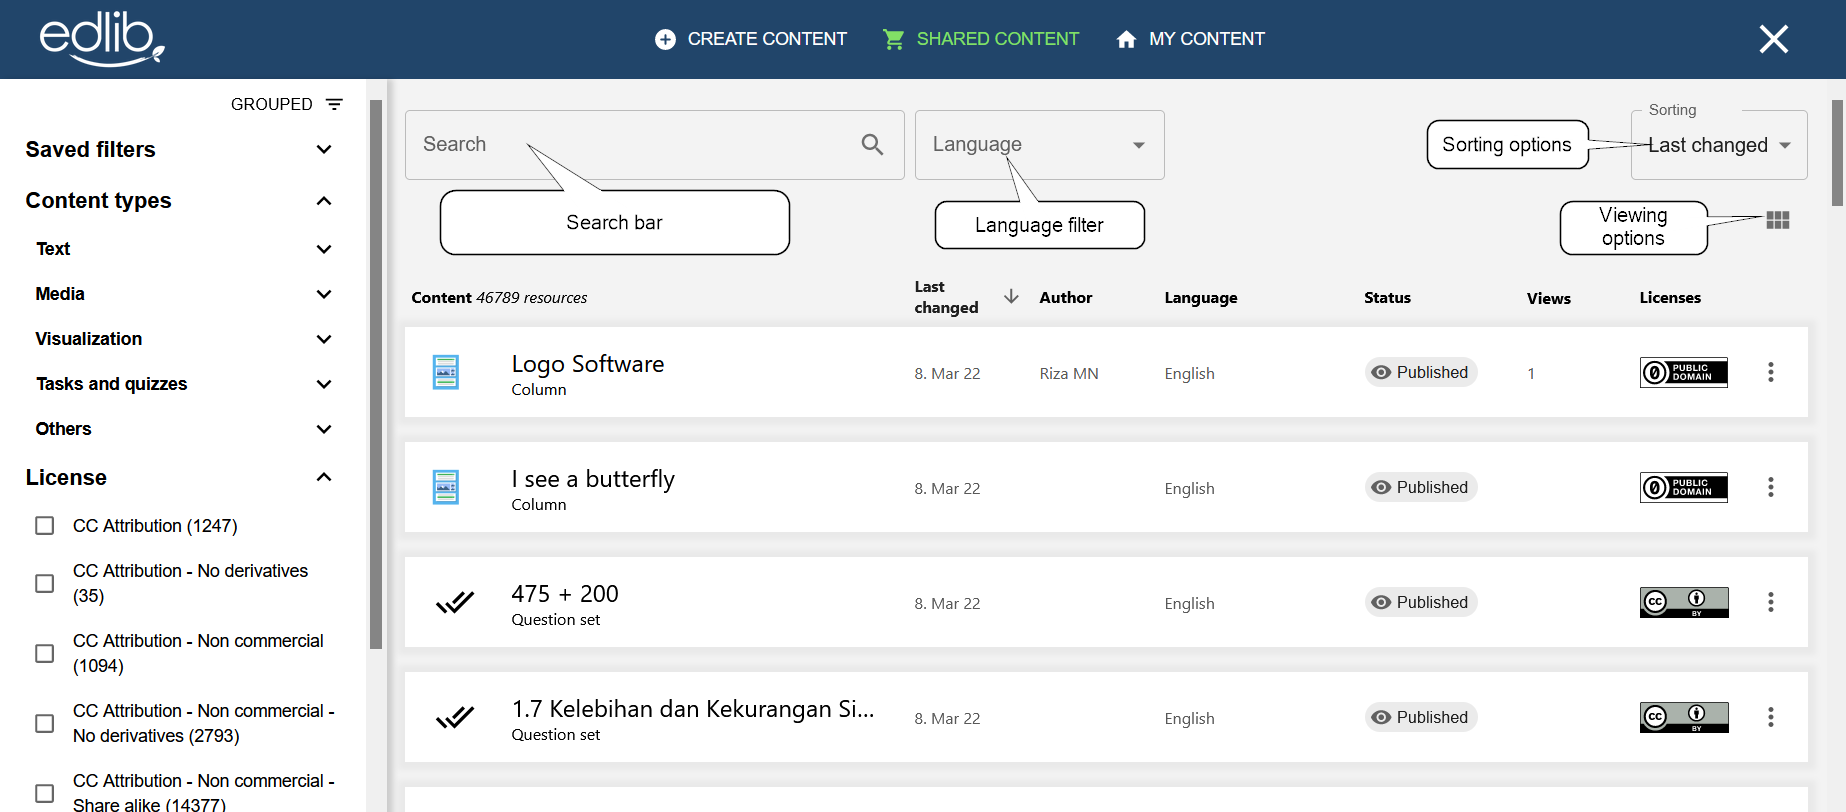 edlib
CREATE CONTENT
SHARED CONTENT
MY CONTENT
GROUPED
Saved filters
Content types
Text
Media
Visualization
Tasks and quizzes
Others
License
CC Attribution (1247)
CC Attribution - No derivatives
(35)
CC Attribution - Non commercial
(1094)
CC Attribution - Non commercial -
No derivatives (2793)
CC Attribution - Non commercial -
Share alike (14377)
Search
Language
Sorting
Last changed
Sorting options
Search bar
Language filter
Viewing
options
Content 46789 resources
Last
changed
Author
Language
Status
Views
Licenses
Logo Software
Column
8. Mar 22
Riza MN
English
Published
1
PUBLIC
DOMAIN
I see a butterfly
Column
8. Mar 22
English
Published
PUBLIC
DOMAIN
475 + 200
Question set
8. Mar 22
English
Published
cc
BY
1.7 Kelebihan dan Kekurangan Si...
Question set
8. Mar 22
English
Published
cc
BY